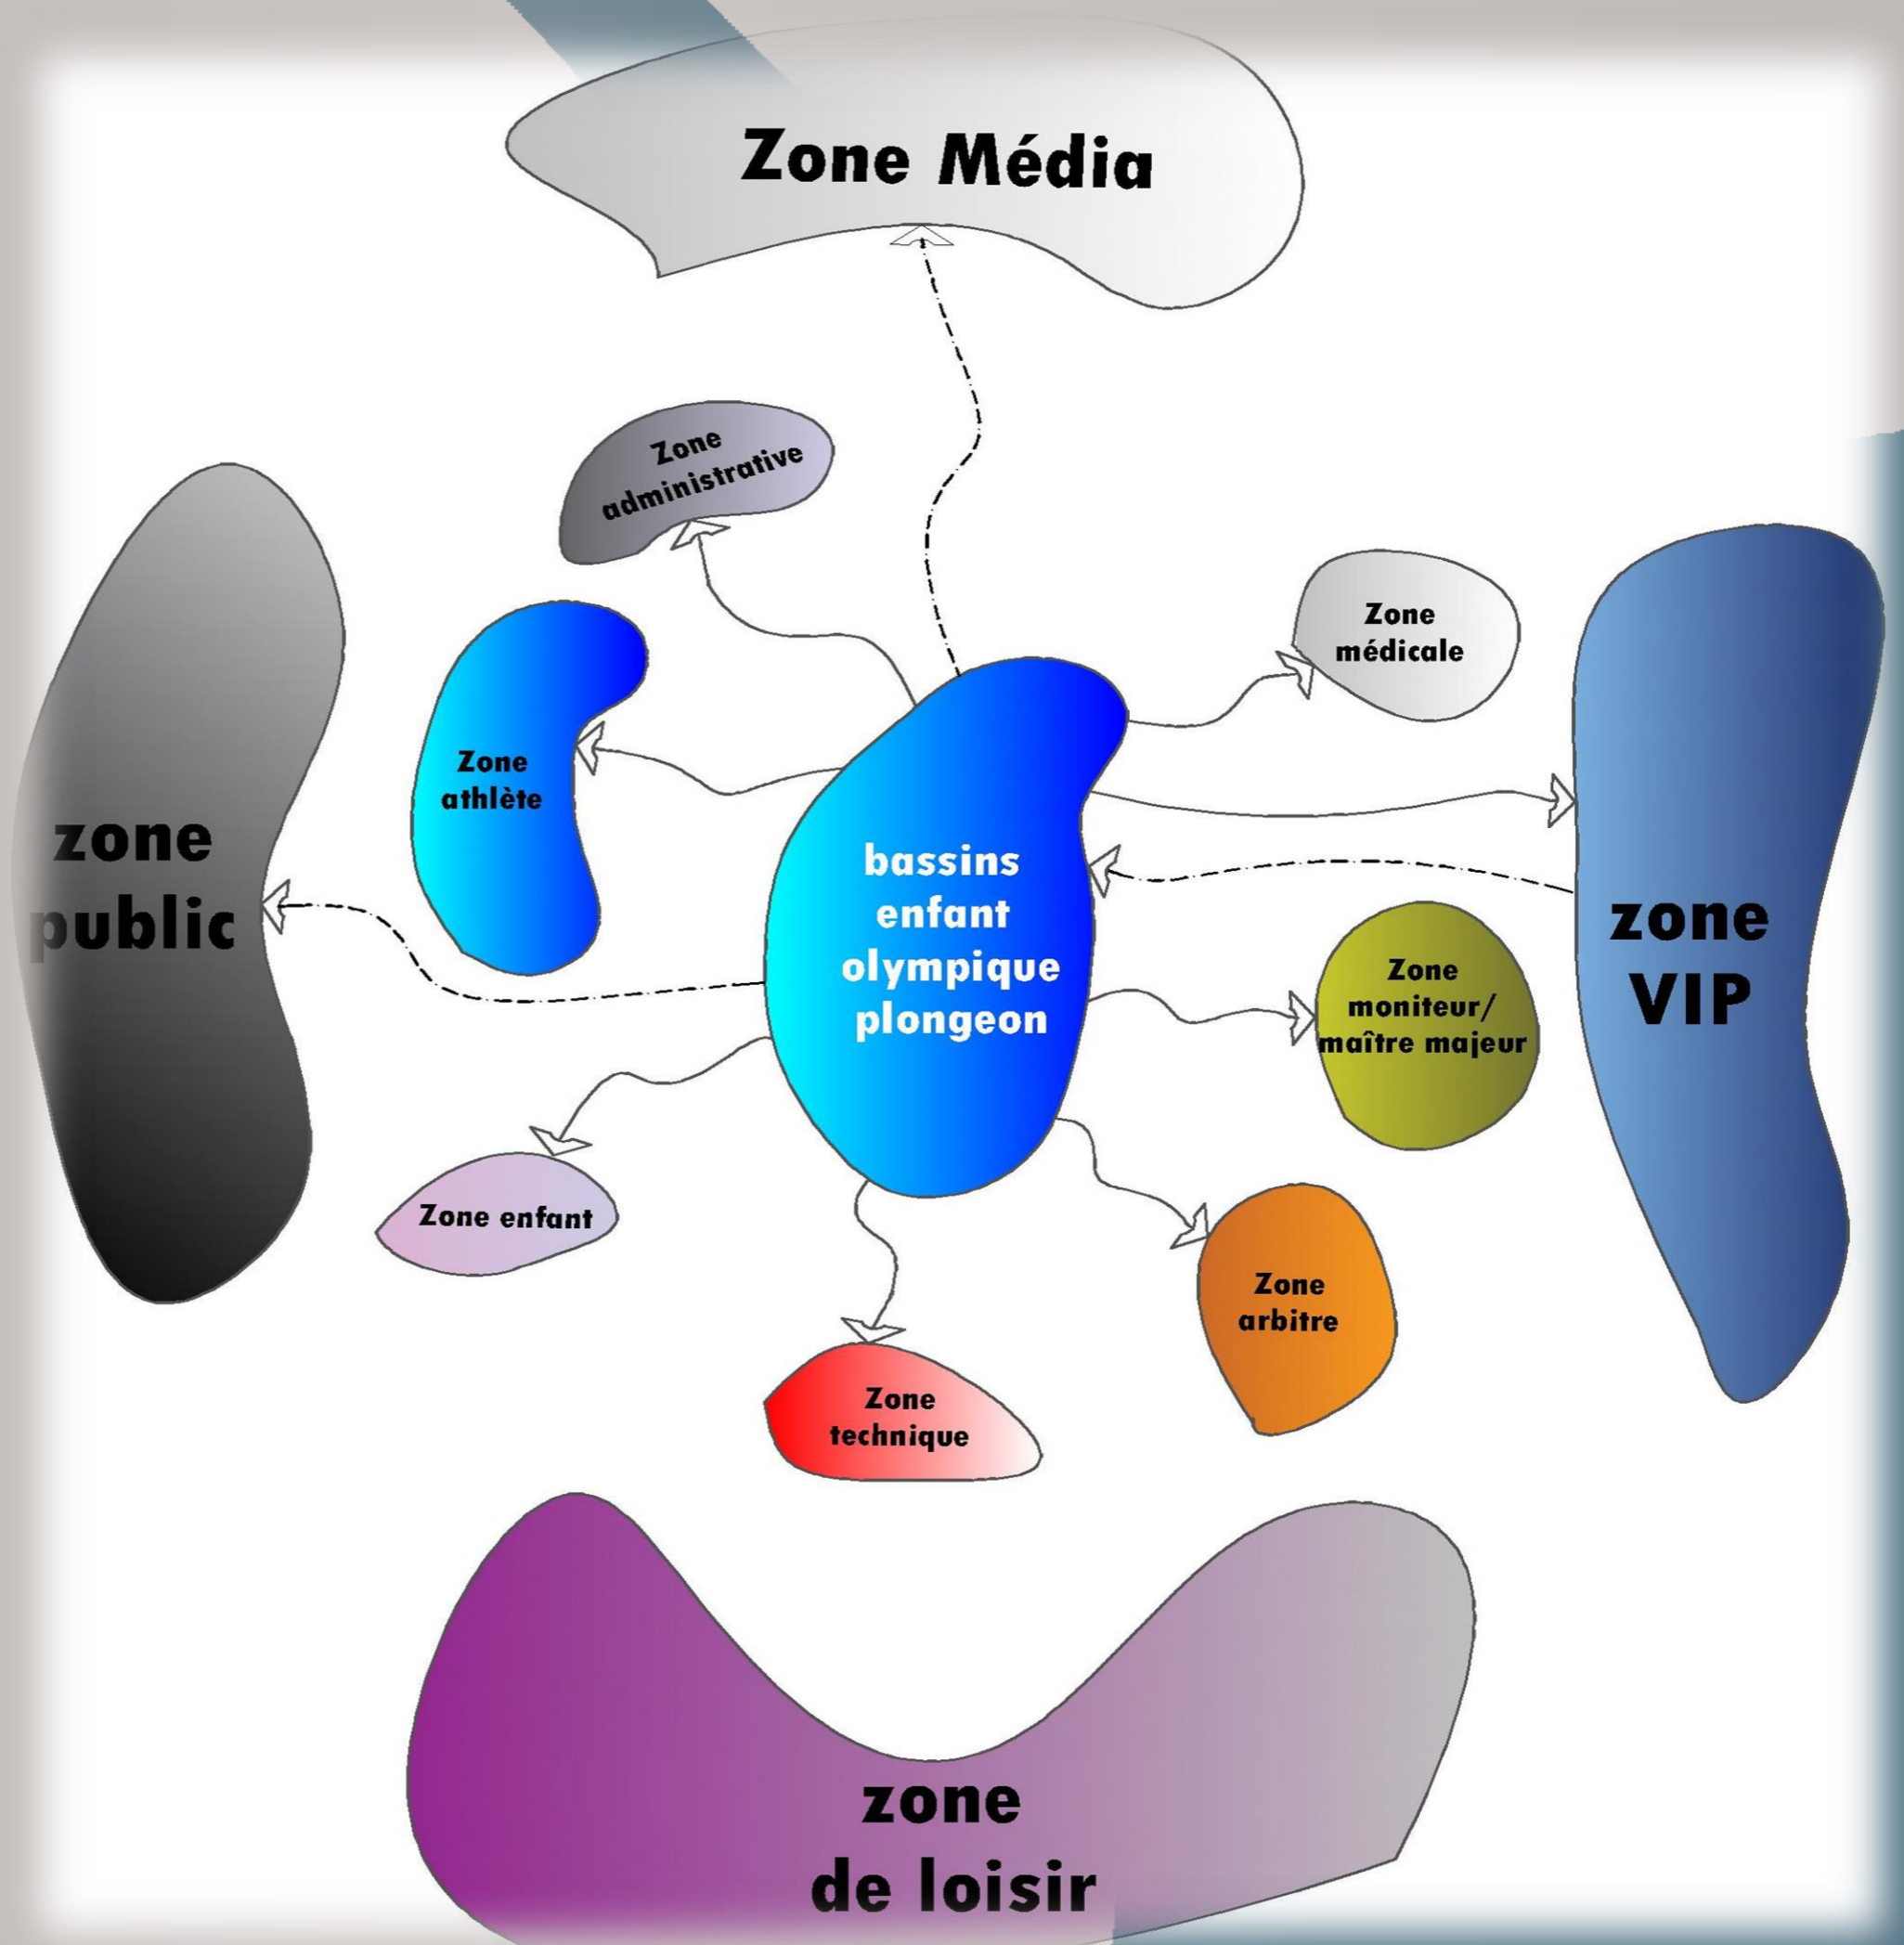 Zone Média
Zone
administrative
Zone
médicale
Zone
athlète
zone
public
bassins
enfant
olympique
plongeon
zone
VIP
Zone
moniteur/
maître majeur
Zone enfant
Zone
arbitre
Zone
technique
zone
de loisir